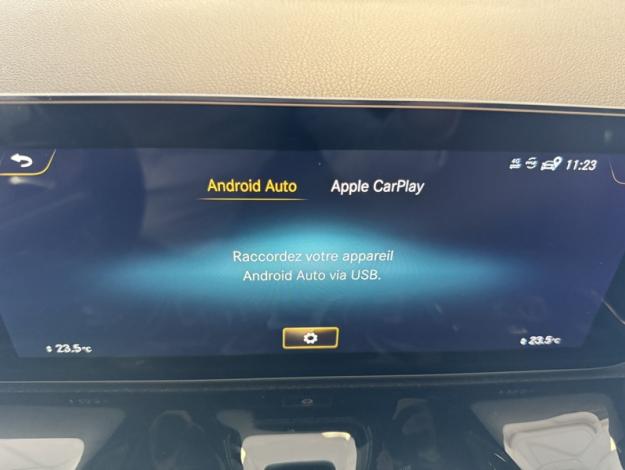 11:23
Android Auto Apple CarPlay
Raccordez votre appareil
Android Auto via USB.
23.5°C 23.5°C